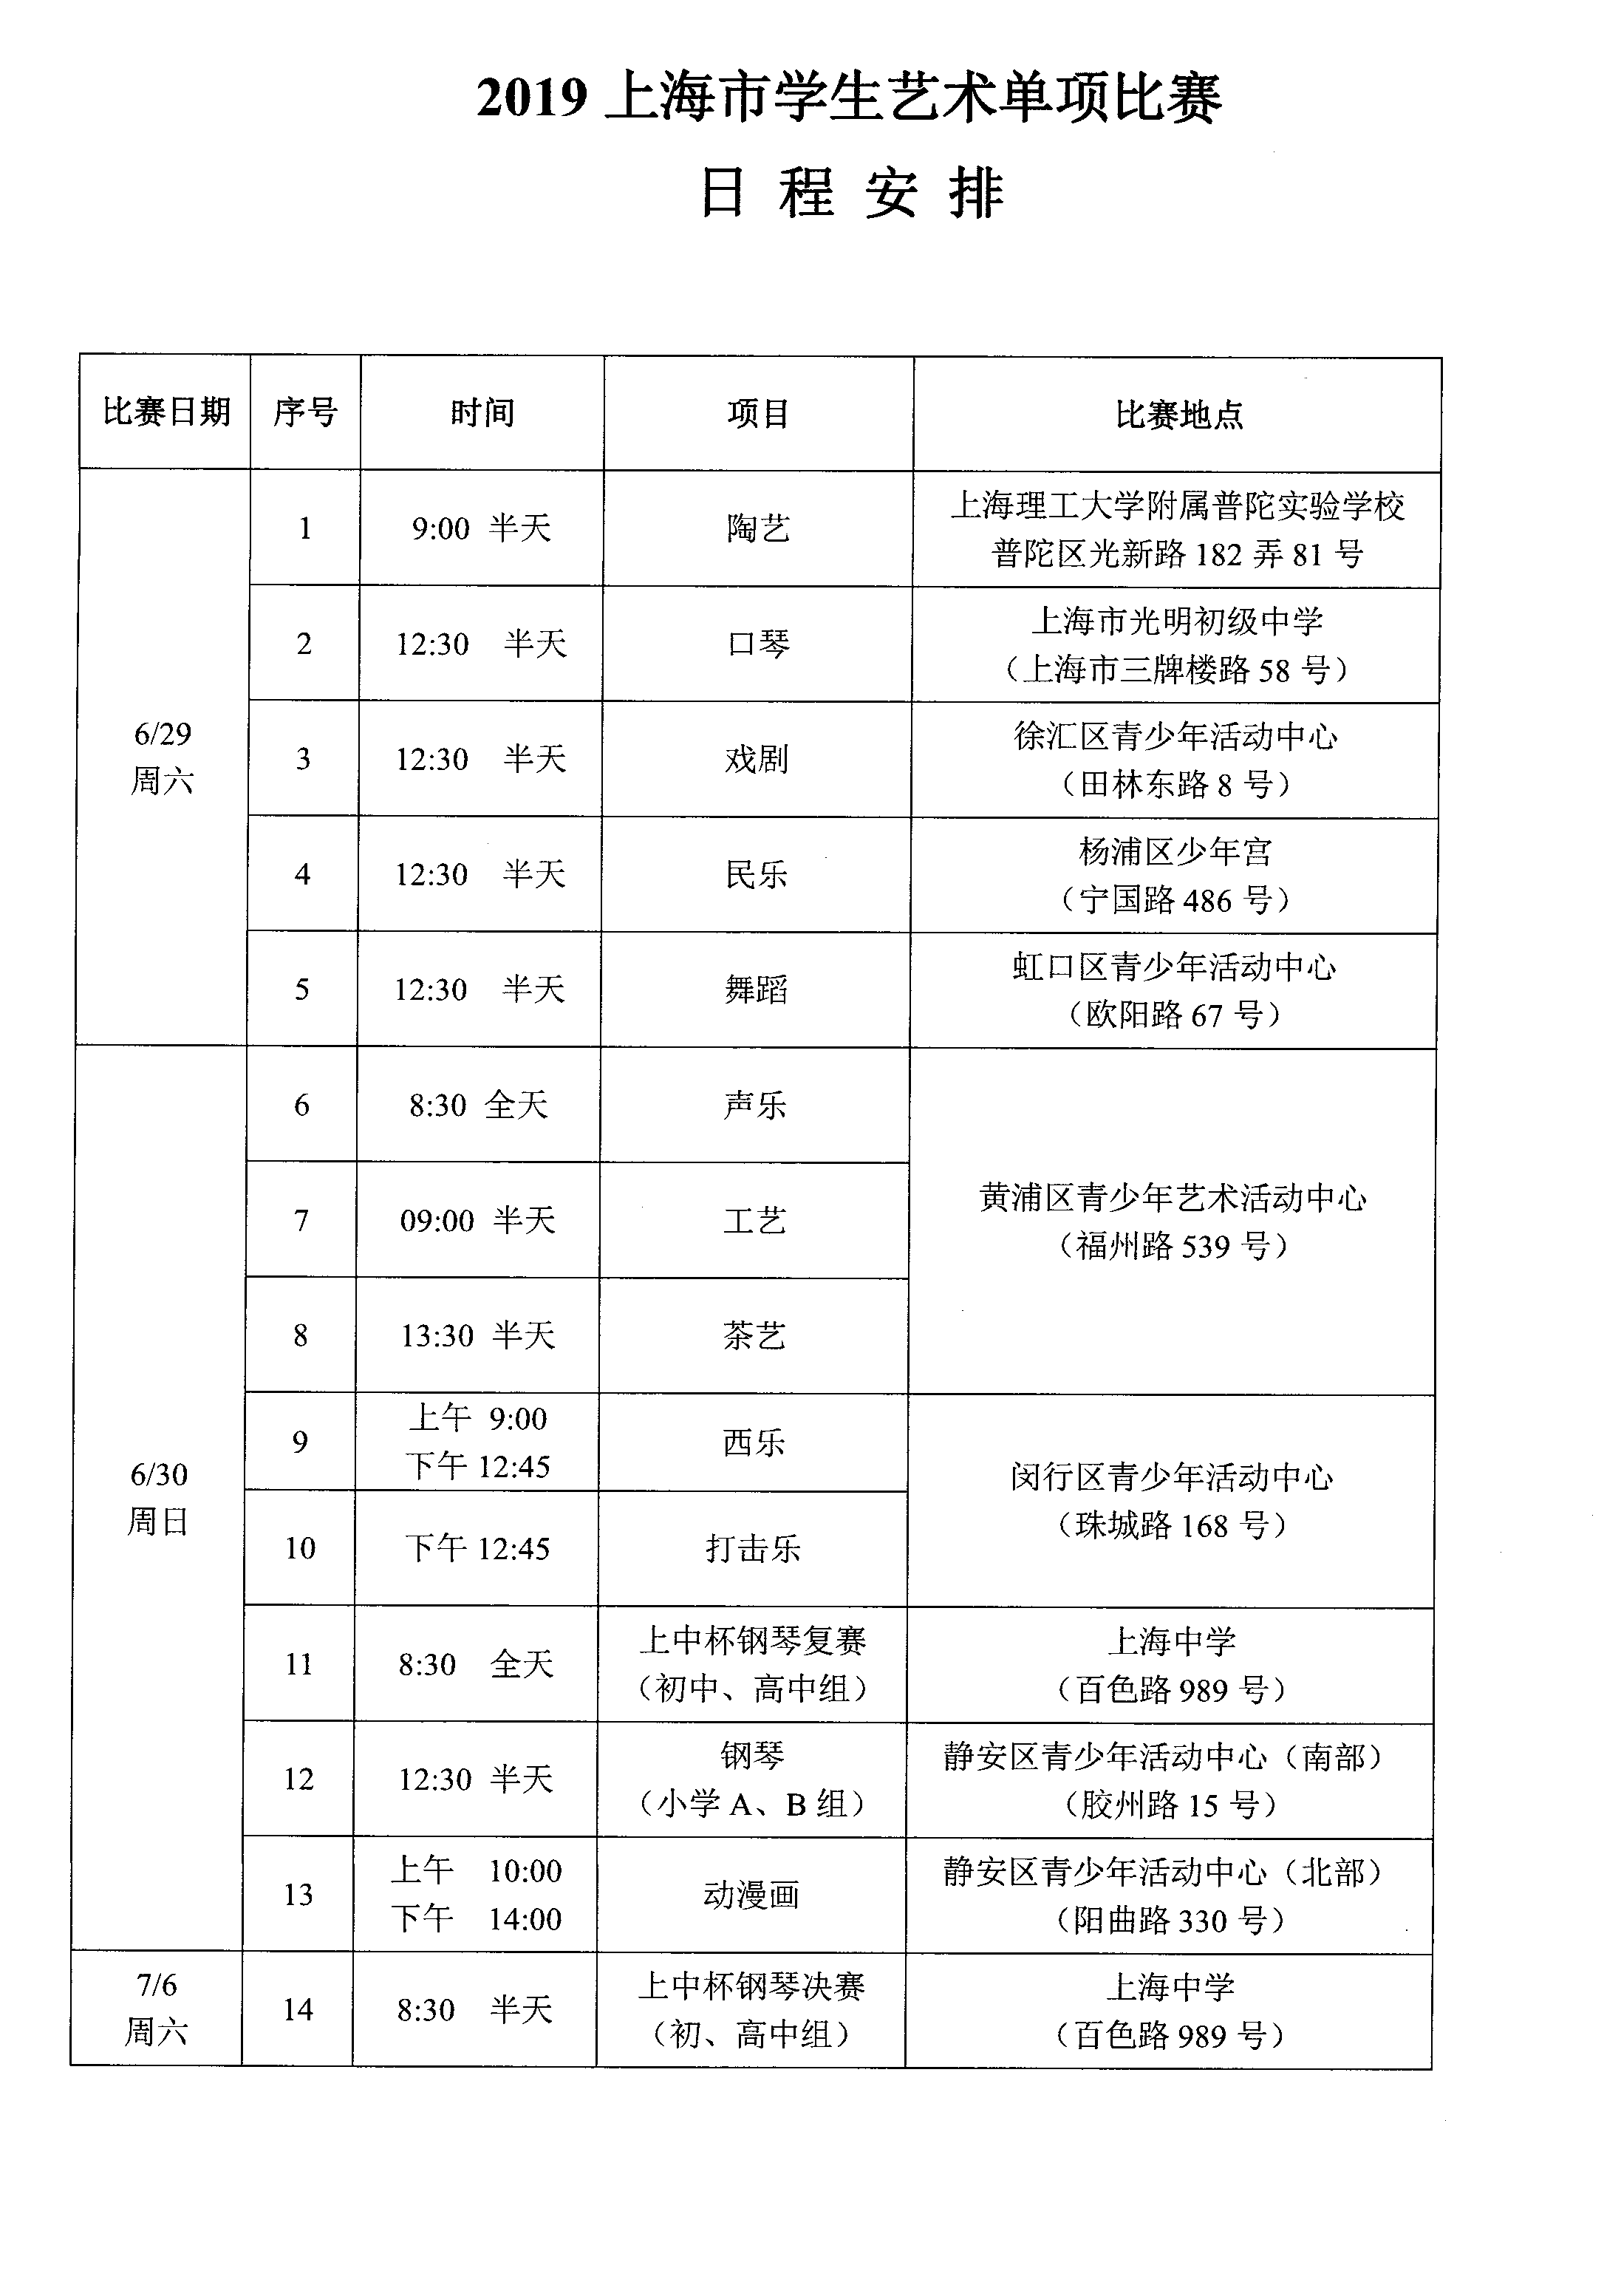 2019 上海市学生艺术单项比赛
日 程 安 排
比赛日期 序号 时间 项目 比赛地点
6/29
周六
1 9:00 半天 陶艺 上海理工大学附属普陀实验学校
普陀区光新路 182 弄 81 号
2 12:30 半天 口琴 上海市光明初级中学
（上海市三牌楼路 58 号）
3 12:30 半天 戏剧 徐汇区青少年活动中心
（田林东路 8 号）
4 12:30 半天 民乐 杨浦区少年宫
（宁国路 486 号）
5 12:30 半天 舞蹈 虹口区青少年活动中心
（欧阳路 67 号）
6/30
周日
6 8:30 全天 声乐
7 09:00 半天 工艺
8 13:30 半天 茶艺
黄浦区青少年艺术活动中心
（福州路 539 号）
9 上午 9:00
下午 12:45
西乐
10 下午 12:45 打击乐
闵行区青少年活动中心
（珠城路 168 号）
11 8:30 全天 上中杯钢琴复赛
（初中、高中组）
上海中学
（百色路 989 号）
12 12:30 半天 钢琴
（小学 A、B 组）
静安区青少年活动中心（南部）
（胶州路 15 号）
13 上午 10:00
下午 14:00
动漫画
静安区青少年活动中心（北部）
（阳曲路 330 号）
7/6
周六
14 8:30 半天 上中杯钢琴决赛
（初、高中组）
上海中学
（百色路 989 号）